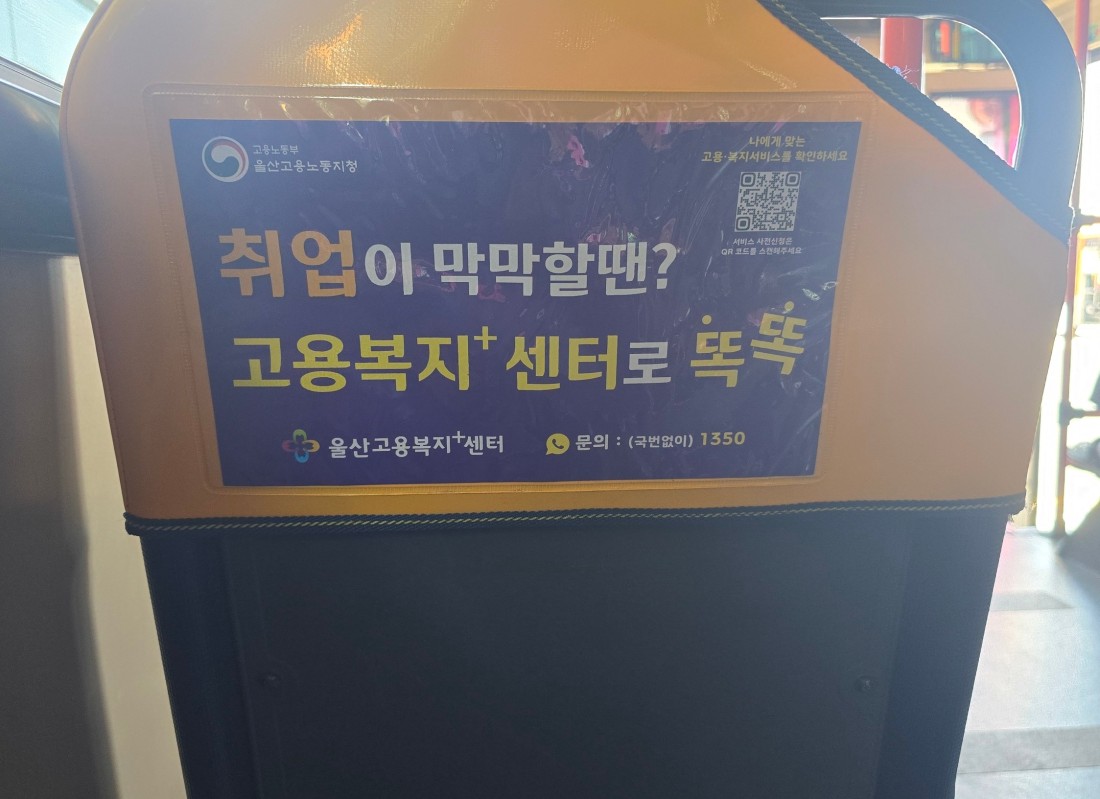 고용노동부
울산고용노동지청
나에게 맞는
고용·복지서비스를 확인하세요
서비스 사전신청은
QR 코드를 스캔해주세요
취업이 막막할땐?
고용복지+ 센터로 똑똑
울산고용복지+센터
문의 : (국번없이) 1350